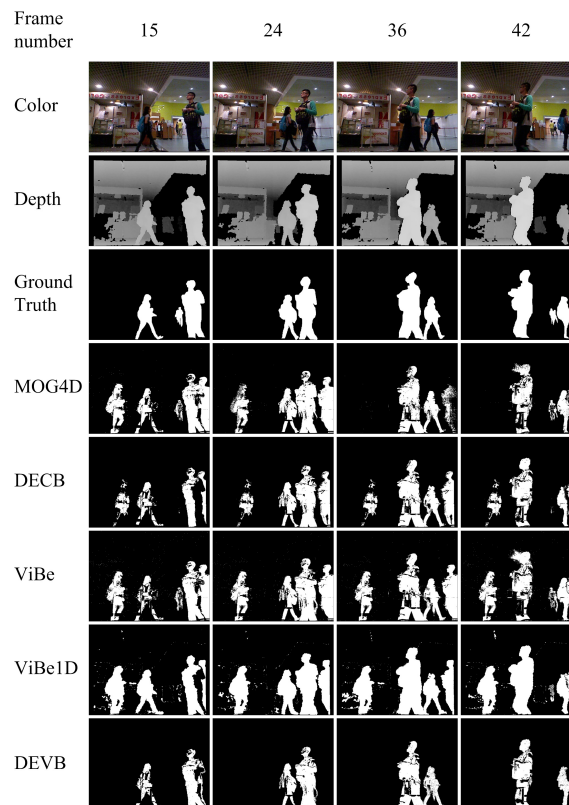 Frame
number
15 24 36 42
Color
Depth
Ground
Truth
MOG4D
DECB
ViBe
ViBe1D
DEVB